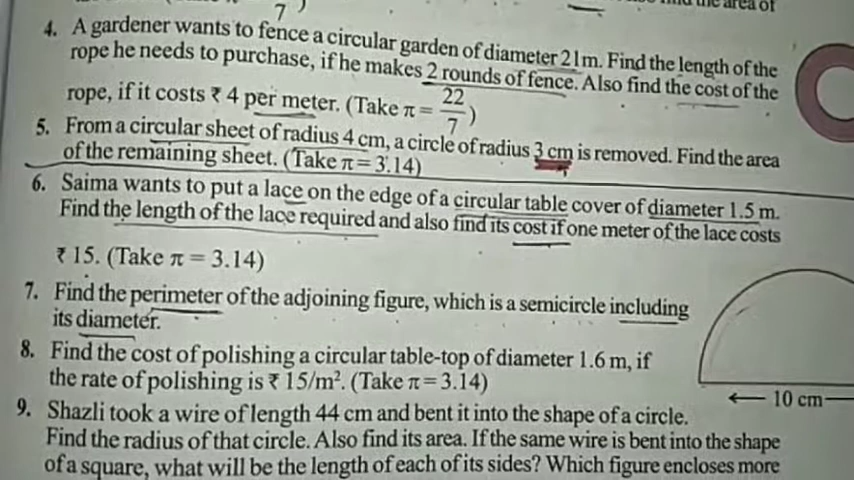 7 )
the area of
4. A gardener wants to fence a circular garden of diameter 21m. Find the length of the
rope he needs to purchase, if he makes 2 rounds of fence. Also find the cost of the
rope, if it costs ₹ 4 per meter. (Take π = 22/7)
5. From a circular sheet of radius 4 cm, a circle of radius 3 cm is removed. Find the area
of the remaining sheet. (Take π = 3.14)
6. Saima wants to put a lace on the edge of a circular table cover of diameter 1.5 m.
Find the length of the lace required and also find its cost if one meter of the lace costs
₹ 15. (Take π = 3.14)
7. Find the perimeter of the adjoining figure, which is a semicircle including
its diameter.
8. Find the cost of polishing a circular table-top of diameter 1.6 m, if
the rate of polishing is ₹ 15/m². (Take π = 3.14)
10 cm
9. Shazli took a wire of length 44 cm and bent it into the shape of a circle.
Find the radius of that circle. Also find its area. If the same wire is bent into the shape
of a square, what will be the length of each of its sides? Which figure encloses more